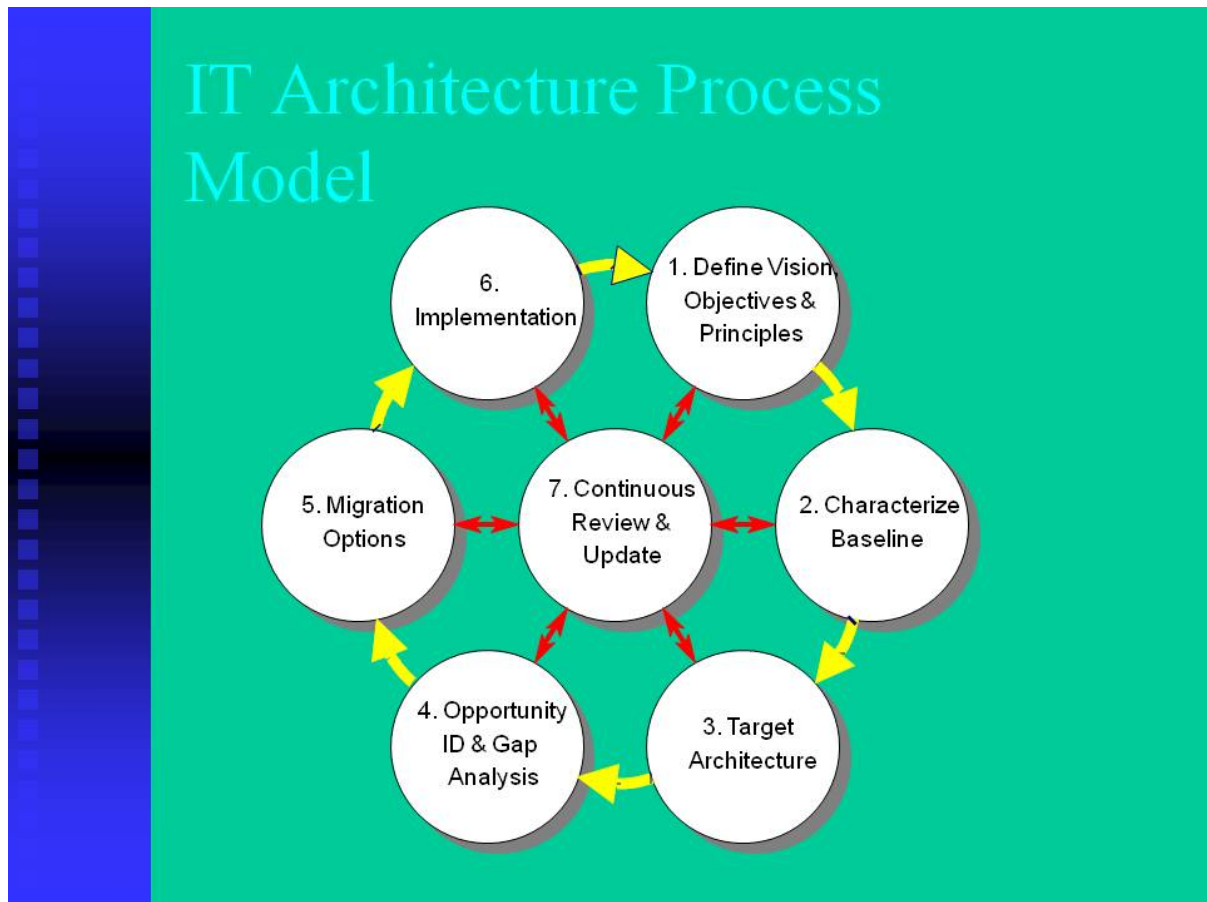 IT Architecture Process
Model
1. Define Vision,
Objectives &
Principles
2. Characterize
Baseline
3. Target
Architecture
4. Opportunity
ID & Gap
Analysis
5. Migration
Options
6.
Implementation
7. Continuous
Review &
Update